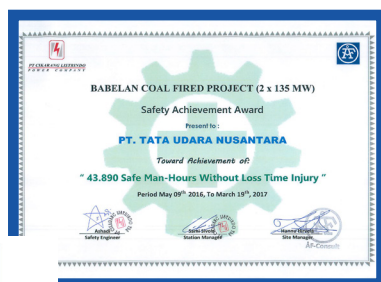 PT CIKARANG LISTRINDO
POWER COMPANY
AF
BABELAN COAL FIRED PROJECT (2 x 135 MW)
Safety Achievement Award
Present to :
PT. TATA UDARA NUSANTARA
Toward Achievement of:
" 43.890 Safe Man-Hours Without Loss Time Injury "
Period May 09th 2016, To March 19th, 2017
Safety Engineer
Station Manager
Site Manager
AF-Consult